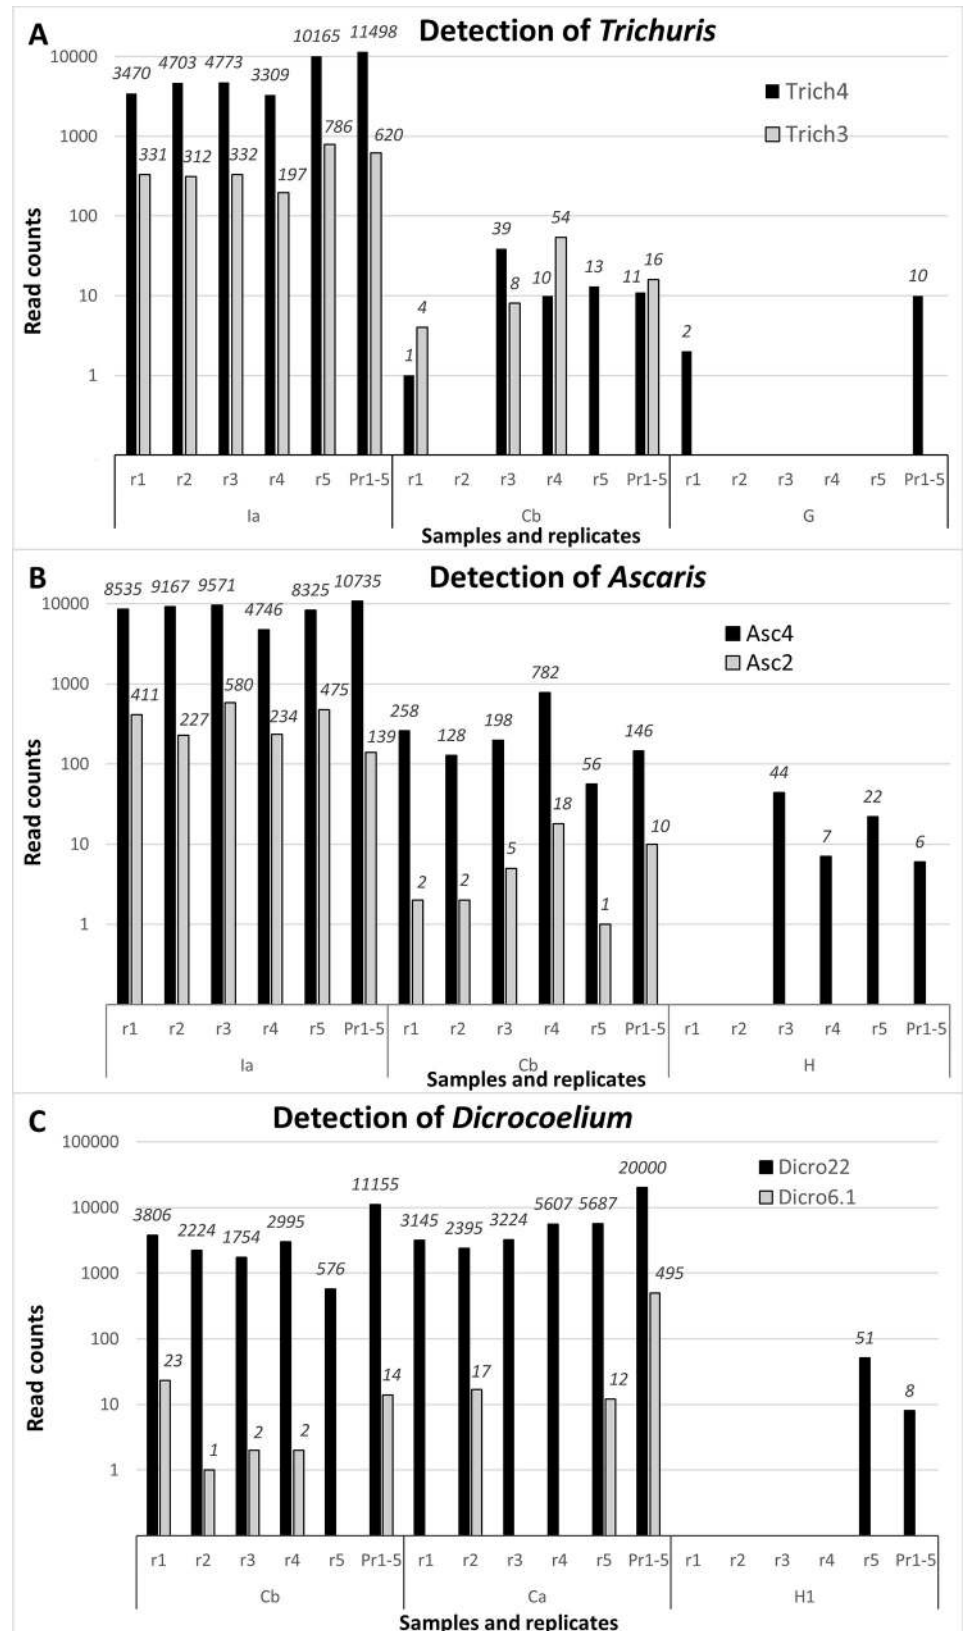 A
Detection of Trichuris
Trich4
Trich3
Read counts
10000
1000
100
10
1
3470 4703 4773 3309 10165 11498
331 312 332 197 786 620
1 4 39 8 10 54 13 11 16
2 10
r1 r2 r3 r4 r5 Pr1-5 r1 r2 r3 r4 r5 Pr1-5 r1 r2 r3 r4 r5 Pr1-5
Ia Cb G
Samples and replicates
B
Detection of Ascaris
Asc4
Asc2
Read counts
10000
1000
100
10
1
8535 9167 9571 4746 8325 10735
411 227 580 234 475 139
258 128 198 782 56 146
2 2 5 18 1 10
44 7 22 6
r1 r2 r3 r4 r5 Pr1-5 r1 r2 r3 r4 r5 Pr1-5 r1 r2 r3 r4 r5 Pr1-5
Ia Cb H
Samples and replicates
C
Detection of Dicrocoelium
Dicro22
Dicro6.1
Read counts
100000
10000
1000
100
10
1
3806 2224 1754 2995 576 11155
23 1 2 2 14
3145 2395 3224 5607 5687 20000
17 12 495
51 8
r1 r2 r3 r4 r5 Pr1-5 r1 r2 r3 r4 r5 Pr1-5 r1 r2 r3 r4 r5 Pr1-5
Cb Ca H1
Samples and replicates